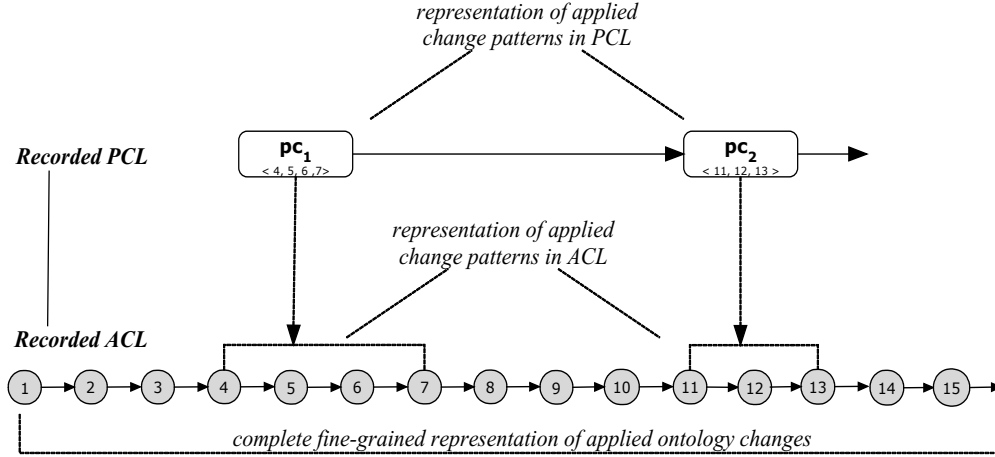 representation of applied
change patterns in PCL
Recorded PCL
pc1
< 4, 5, 6 ,7>
pc2
< 11, 12, 13 >
representation of applied
change patterns in ACL
Recorded ACL
1 2 3 4 5 6 7 8 9 10 11 12 13 14 15
complete fine-grained representation of applied ontology changes